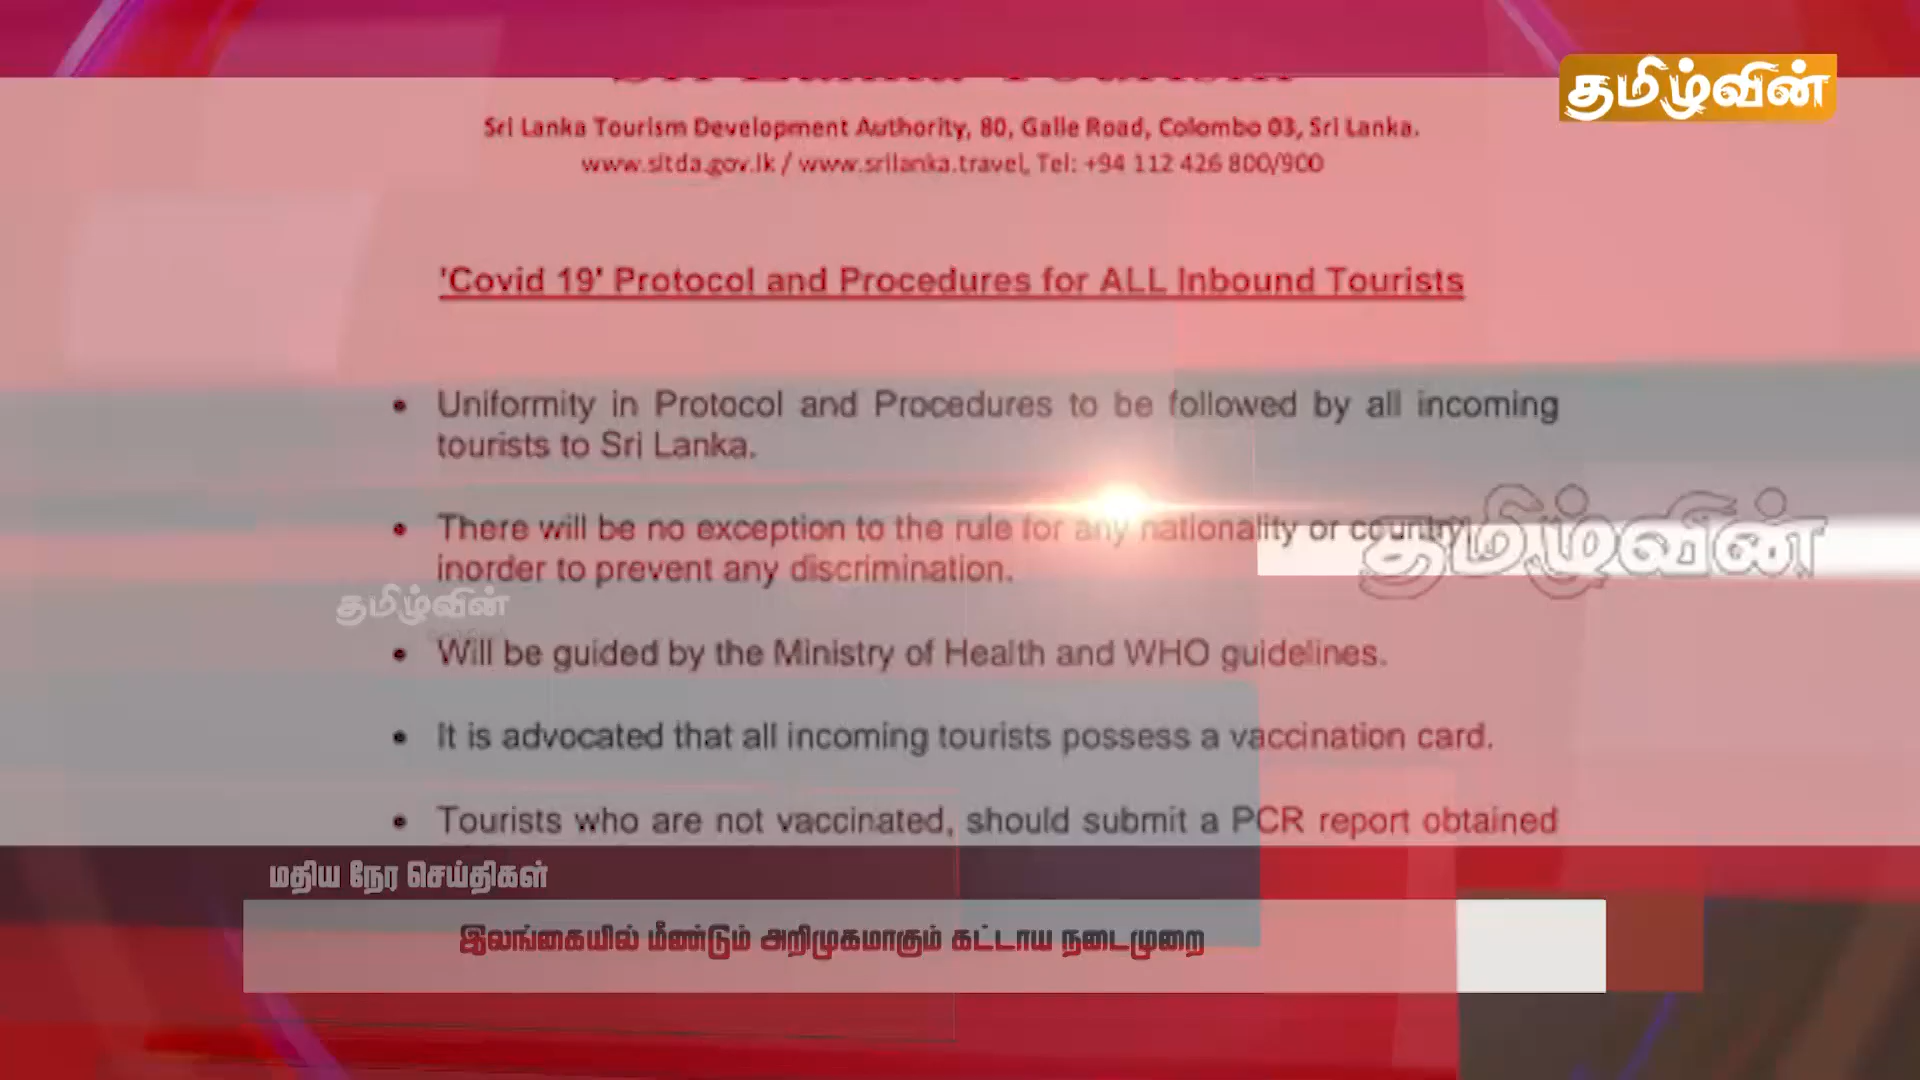 தமிழ்வின்
Sri Lanka Tourism Development Authority, 80, Galle Road, Colombo 03, Sri Lanka.
www.sltda.gov.lk / www.srilanka.travel, Tel: +94 112 426 800/900
'Covid 19' Protocol and Procedures for ALL Inbound Tourists
• Uniformity in Protocol and Procedures to be followed by all incoming
tourists to Sri Lanka.
• There will be no exception to the rule for any nationality or country
inorder to prevent any discrimination.
தமிழ்வின்
தமிழ்வின்
• Will be guided by the Ministry of Health and WHO guidelines.
• It is advocated that all incoming tourists possess a vaccination card.
• Tourists who are not vaccinated, should submit a PCR report obtained
மதிய நேர செய்திகள்
இலங்கையில் மீண்டும் அறிமுகமாகும் கட்டாய நடைமுறை